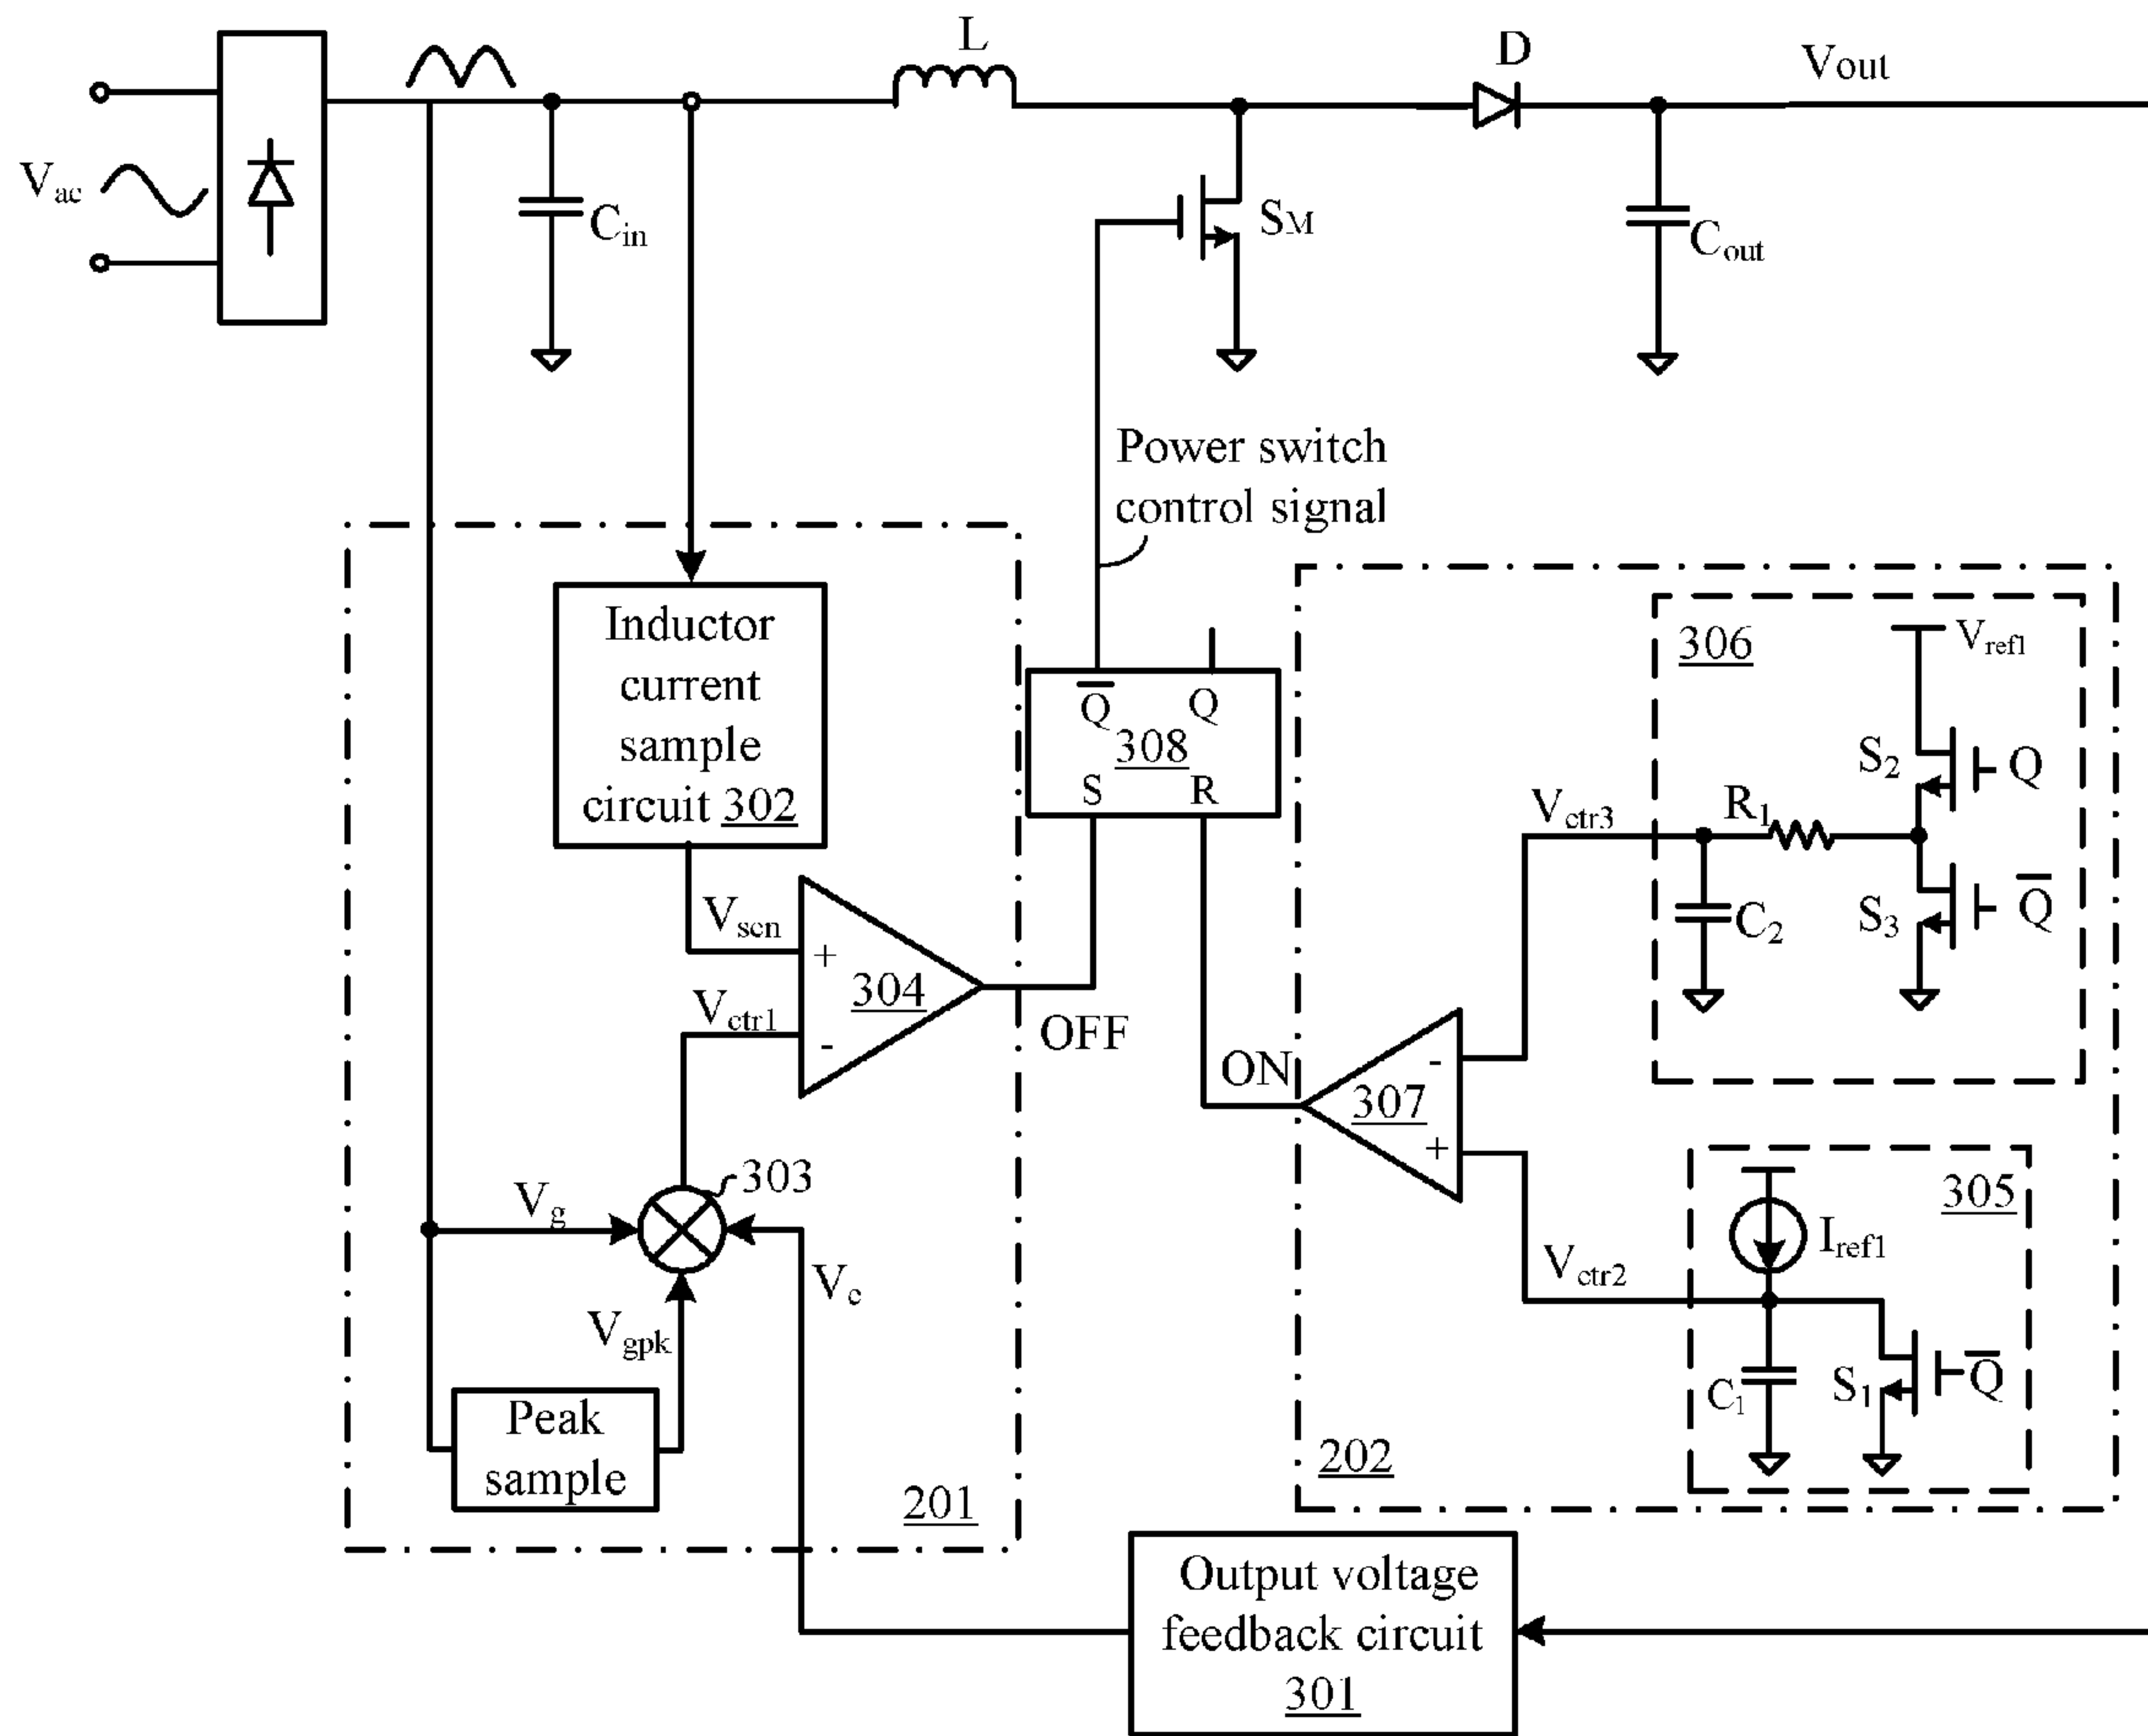 L
D
Vout
Vac
Cin
SM
Cout
Power switch
control signal
Inductor
current
sample
circuit 302
Q̅
Q
308
S
R
306
Vref1
S2
Q
Vctr3
R1
C2
S3
Q̅
Vscn
+
304
Vctr1
-
OFF
ON
-
307
+
303
Vg
Vc
Vgpk
Peak
sample
201
305
Iref1
Vctr2
C1
S1
Q̅
202
Output voltage
feedback circuit
301